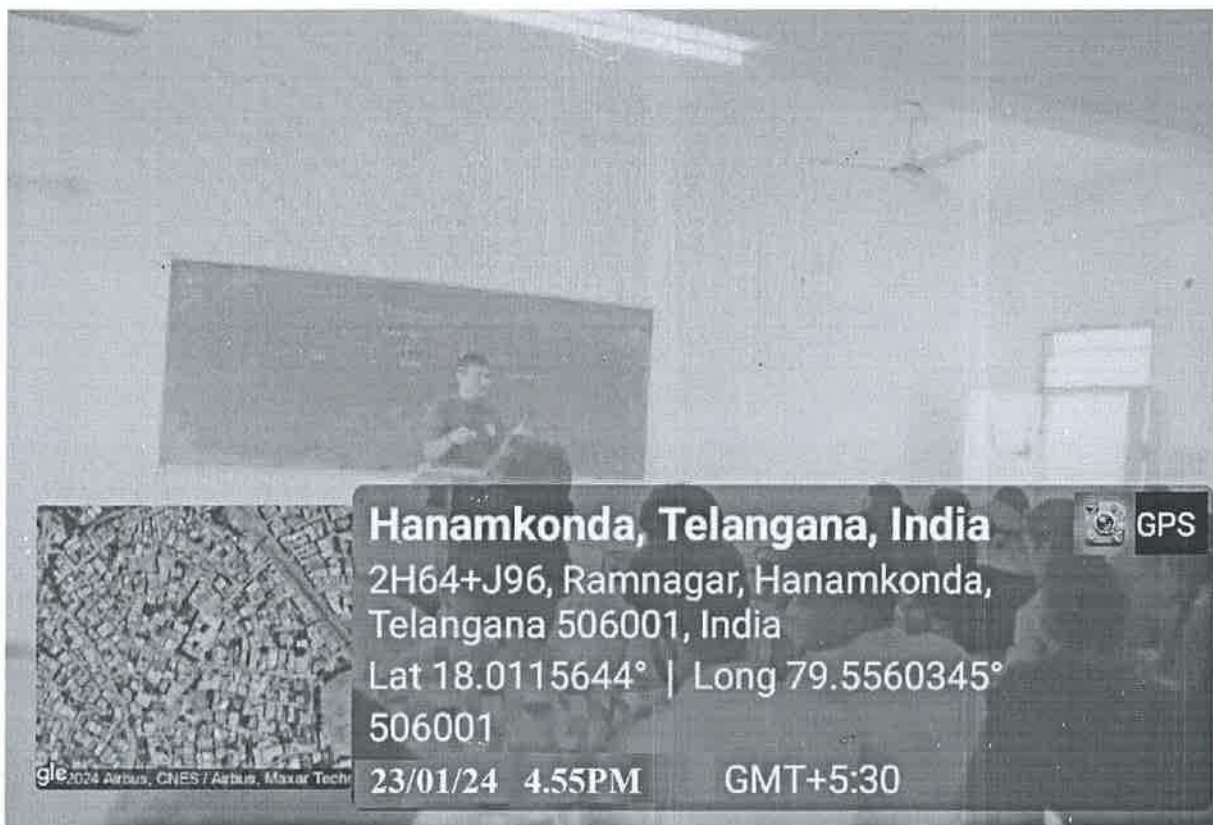 Hanamkonda, Telangana, India
GPS
2H64+J96, Ramnagar, Hanamkonda,
Telangana 506001, India
Lat 18.0115644° | Long 79.5560345°
506001
23/01/24 4.55PM GMT+5:30
gle 2024 Airbus, CNES / Airbus, Maxar Techn